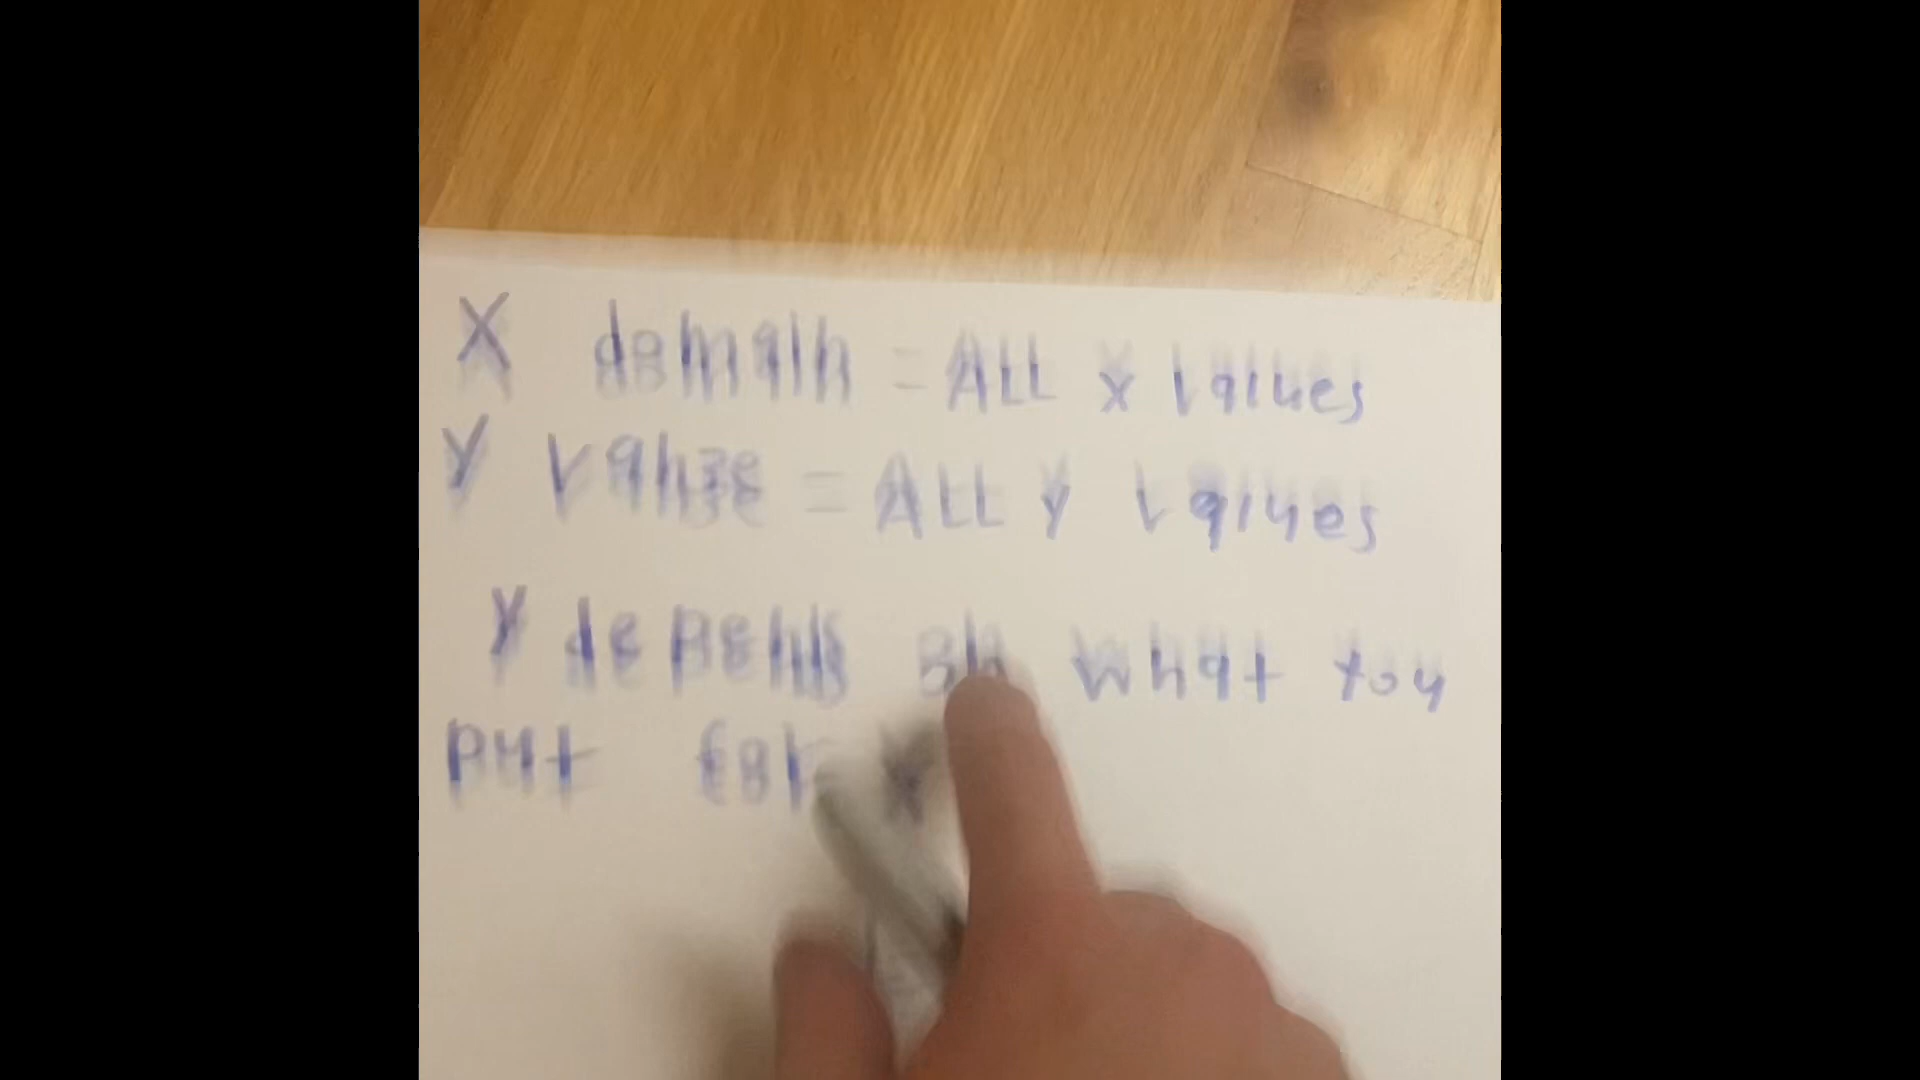 X domain = ALL x values
Y range = ALL y values
Y depends on what you
put for x